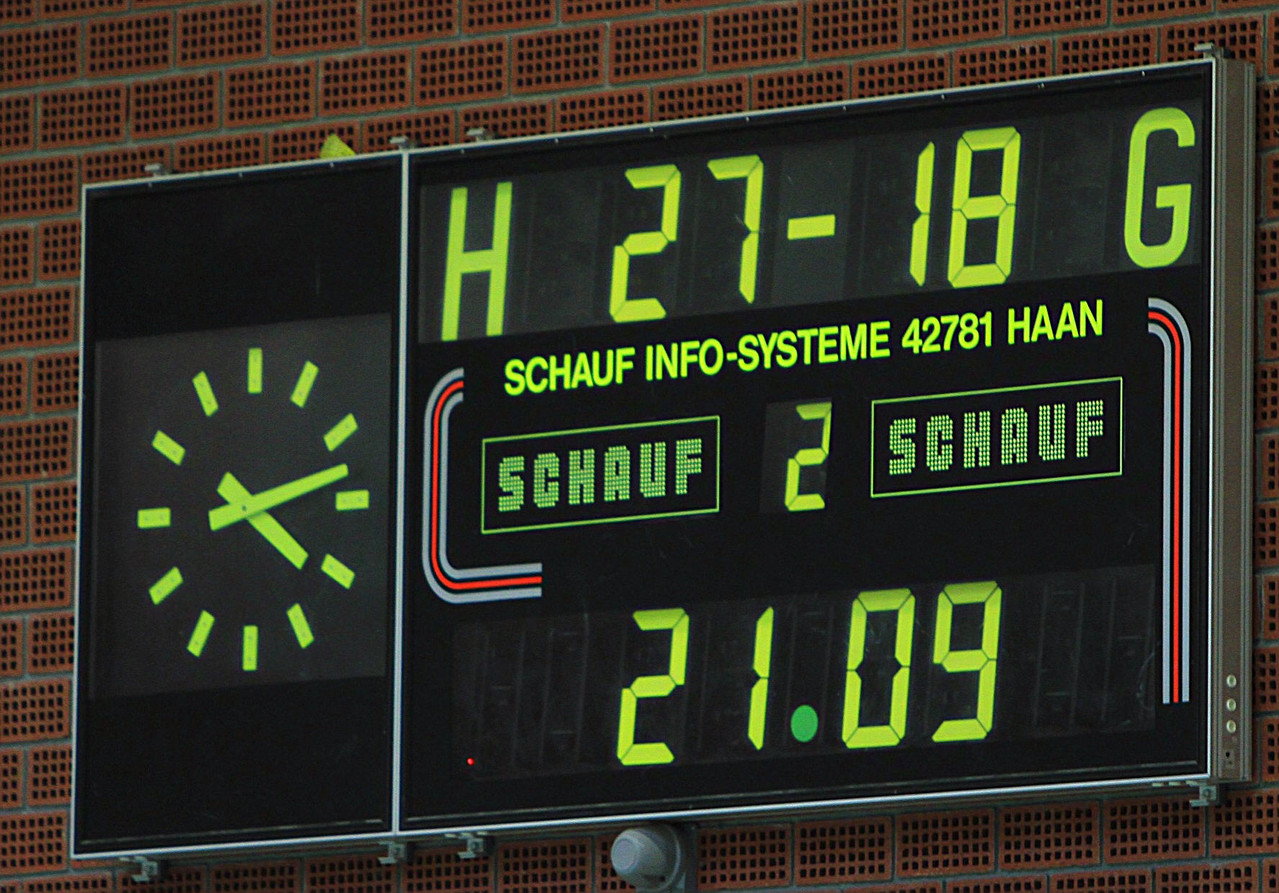 H 27-18 G
SCHAUF INFO-SYSTEME 42781 HAAN
SCHAUF 2 SCHAUF
21.09